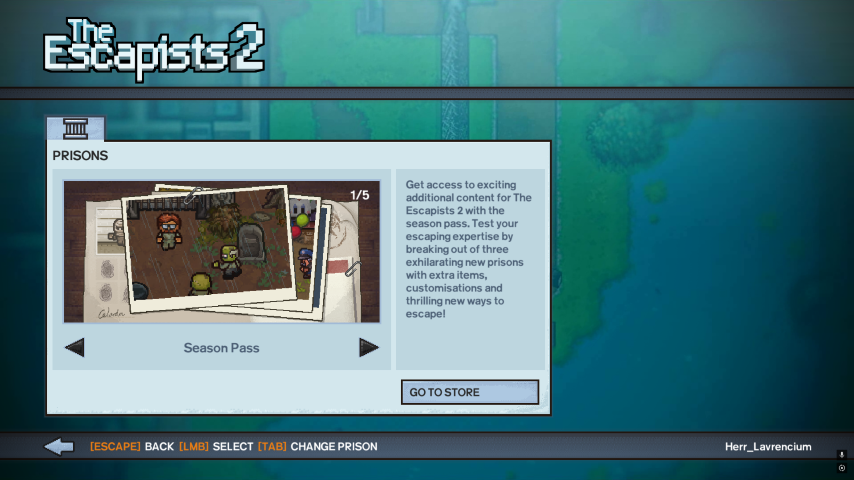 The
Escapists 2
PRISONS
1/5
Get access to exciting
additional content for The
Escapists 2 with the
season pass. Test your
escaping expertise by
breaking out of three
exhilarating new prisons
with extra items,
customisations and
thrilling new ways to
escape!
Season Pass
GO TO STORE
[ESCAPE] BACK [LMB] SELECT [TAB] CHANGE PRISON
Herr_Lavrencium